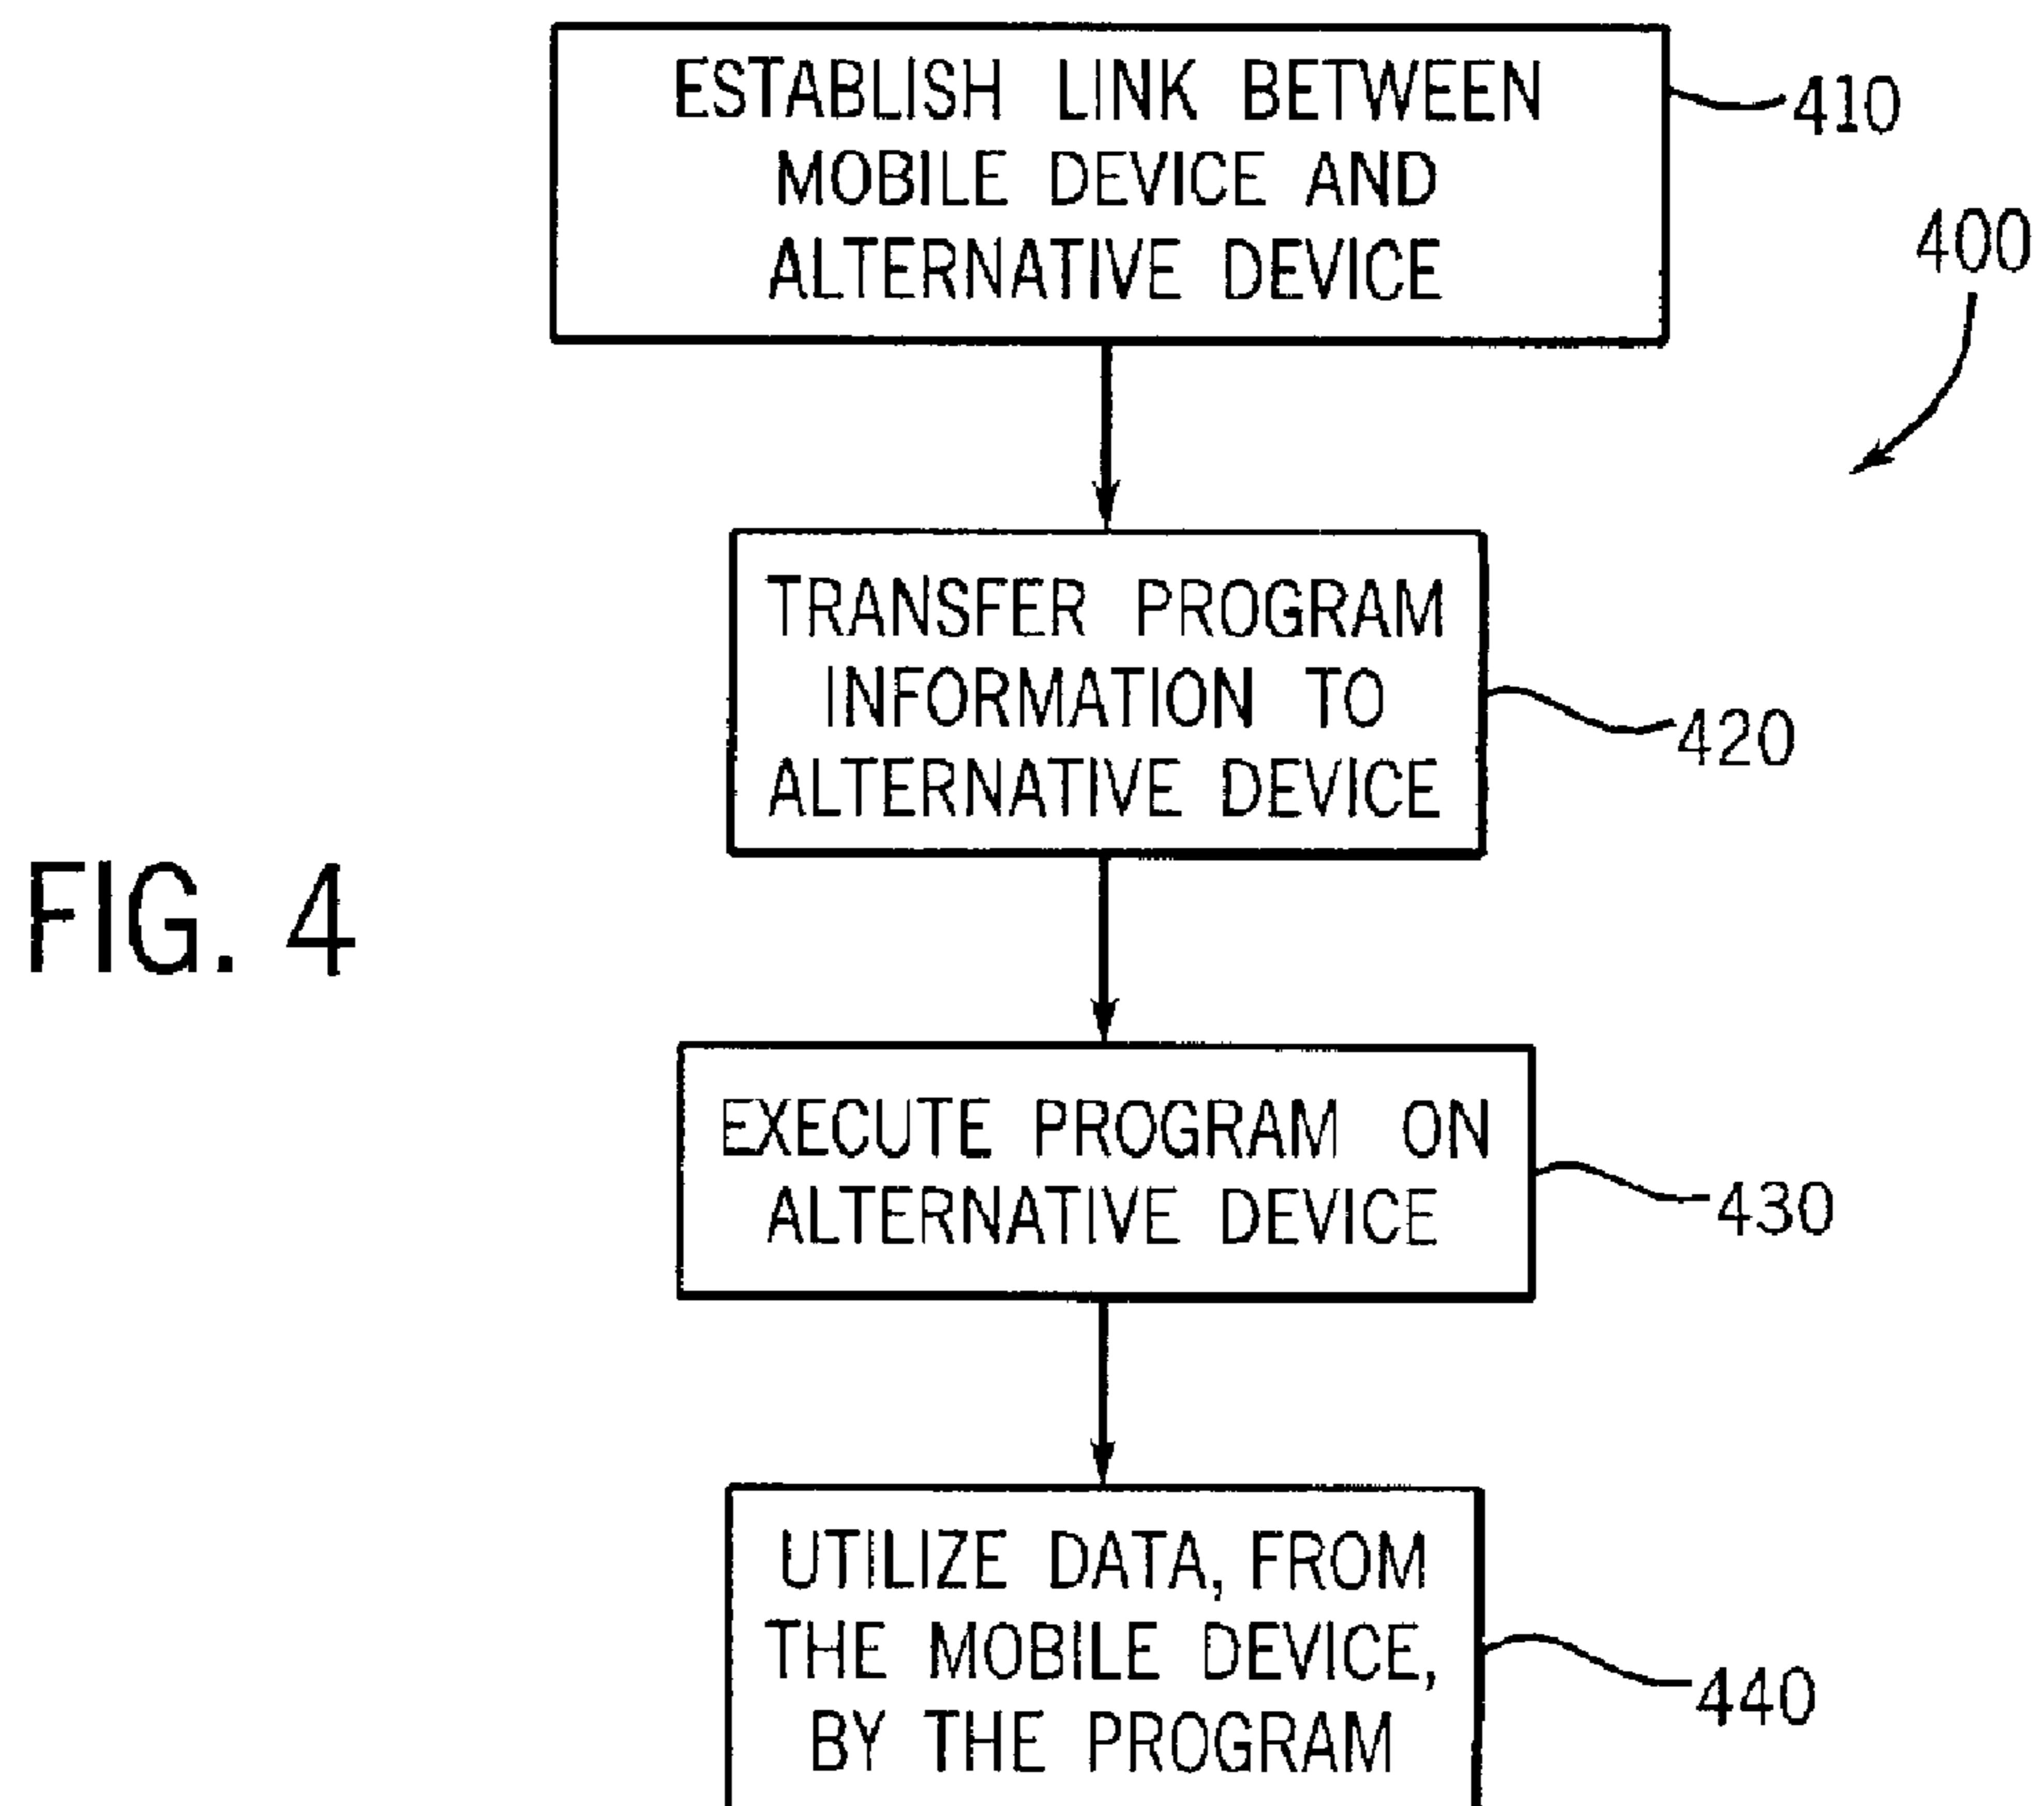 ESTABLISH LINK BETWEEN
MOBILE DEVICE AND
ALTERNATIVE DEVICE
410
400
TRANSFER PROGRAM
INFORMATION TO
ALTERNATIVE DEVICE
420
FIG. 4
EXECUTE PROGRAM ON
ALTERNATIVE DEVICE
430
UTILIZE DATA, FROM
THE MOBILE DEVICE,
BY THE PROGRAM
440